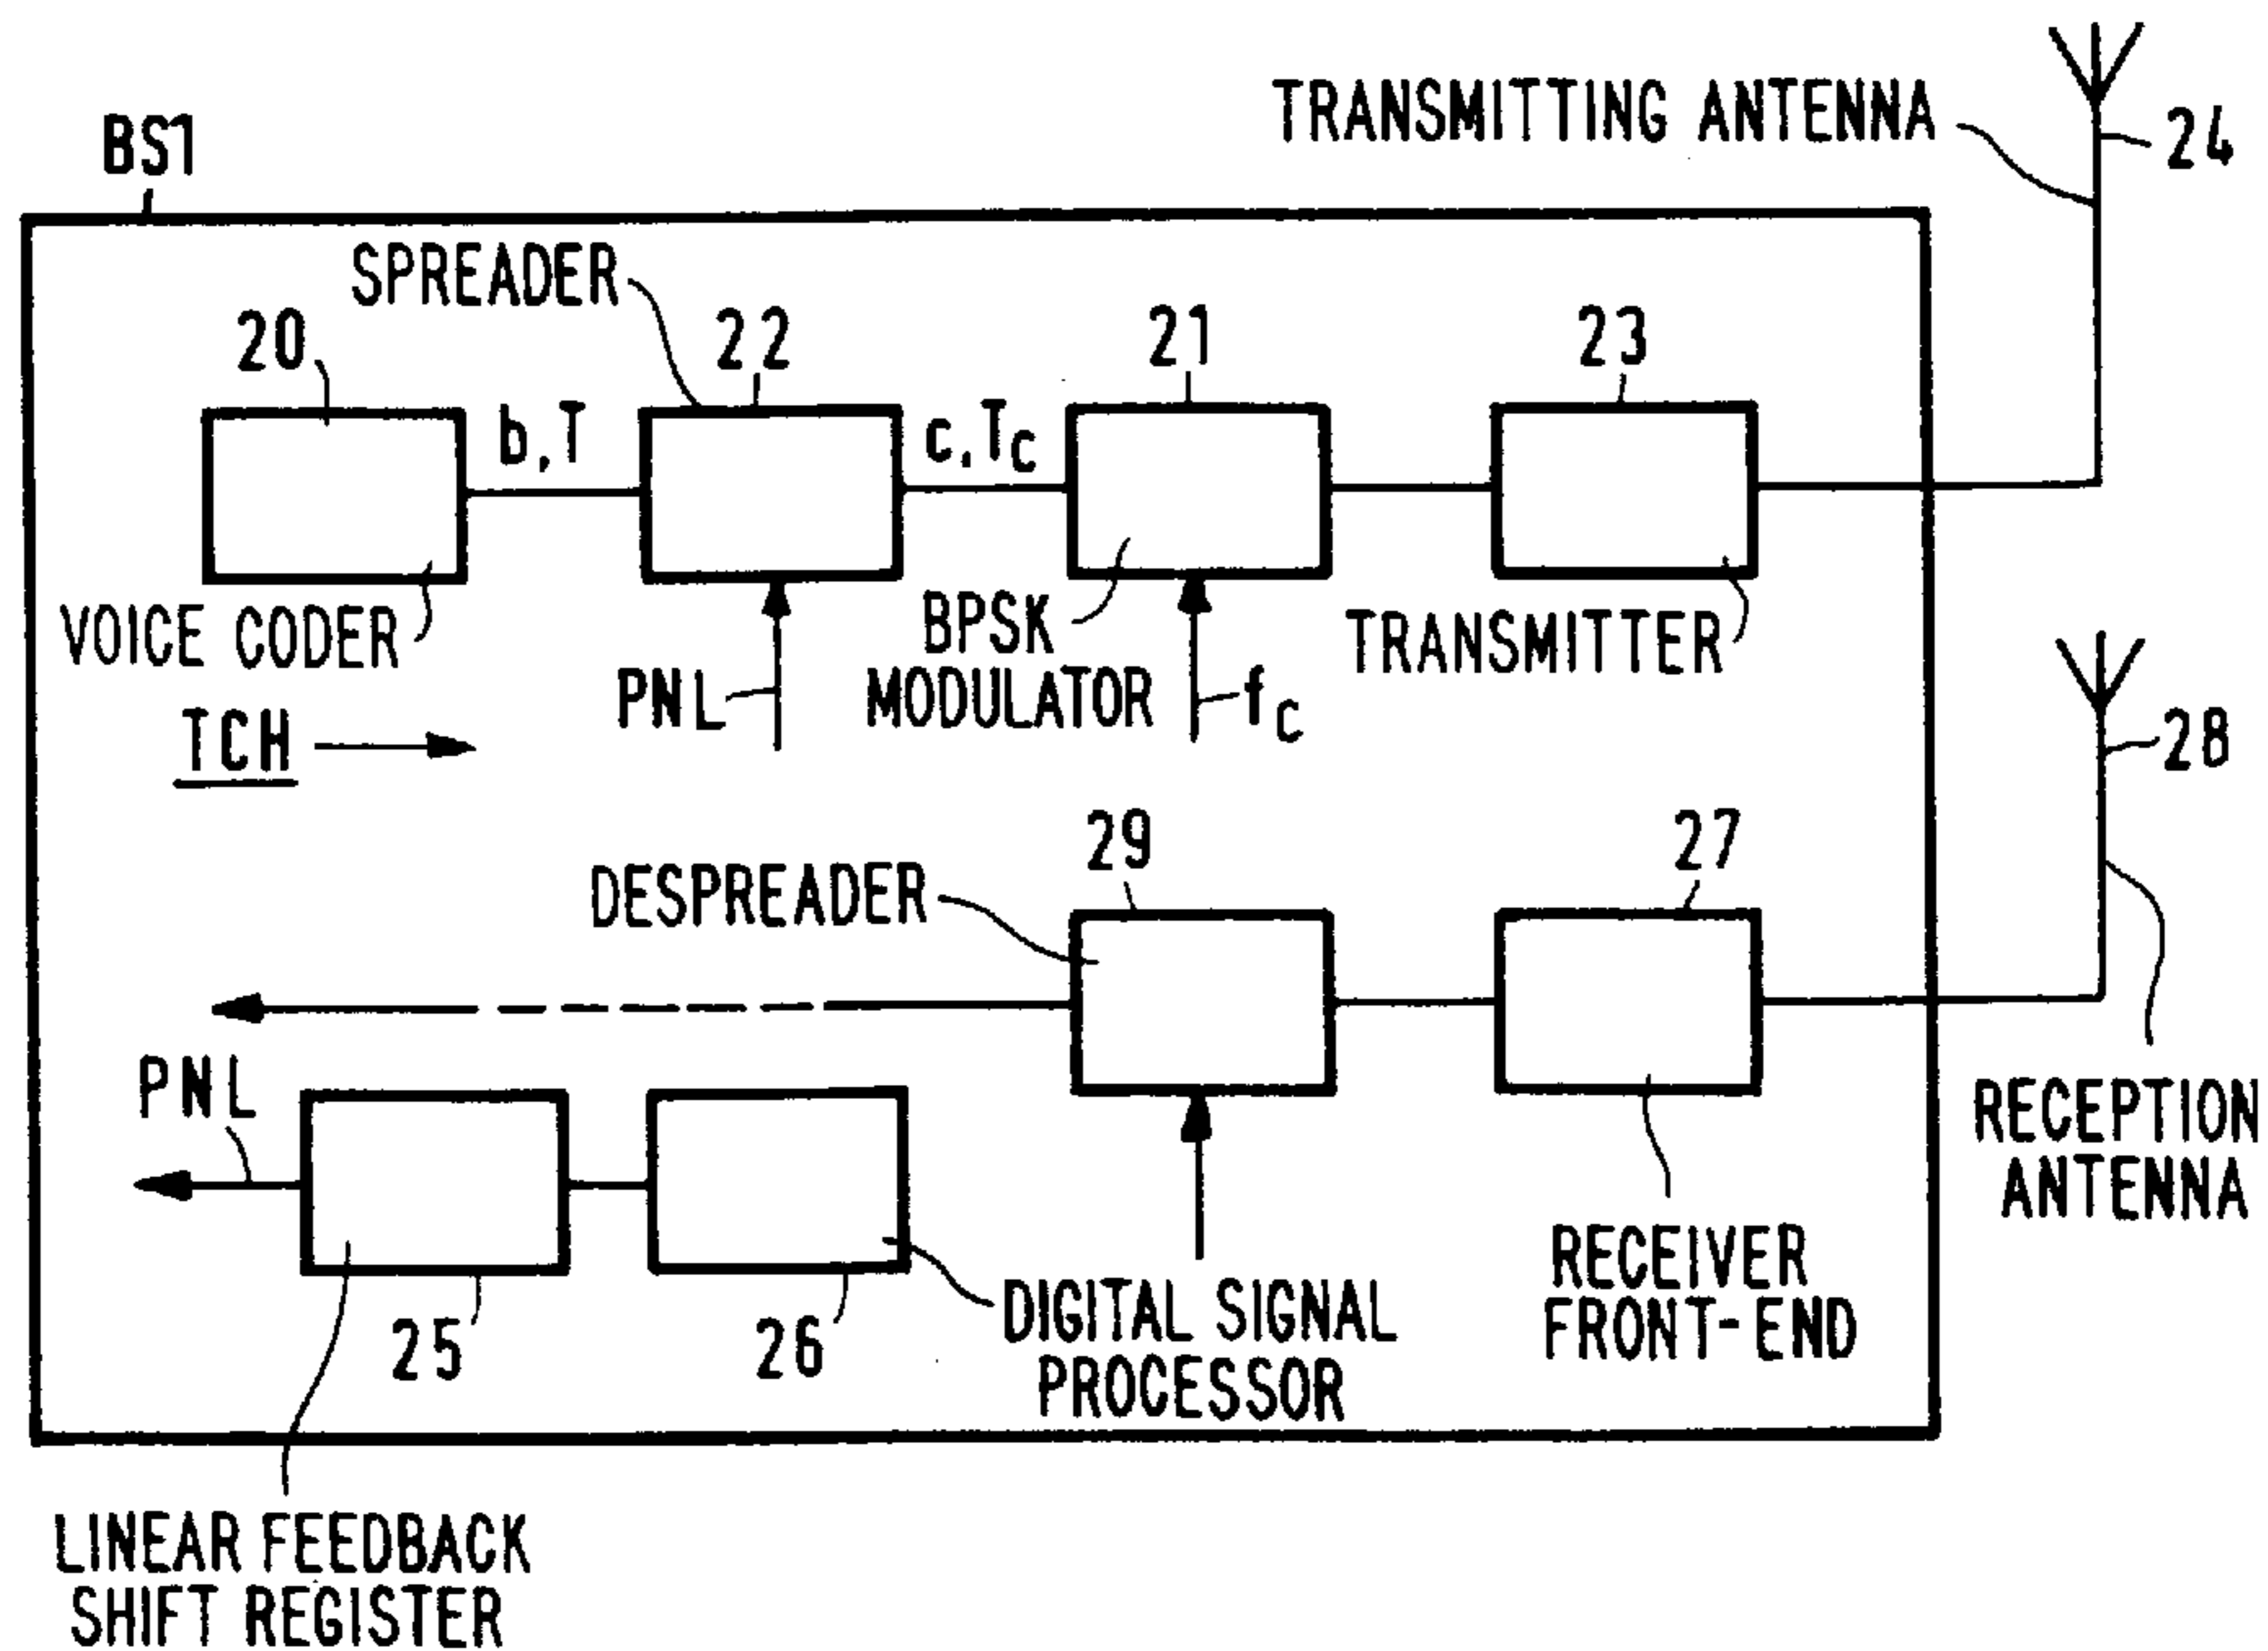 TRANSMITTING ANTENNA
24
BS1
SPREADER
20
22
21
23
b,T
c,Tc
VOICE CODER
BPSK
MODULATOR
TRANSMITTER
PNL
fc
TCH
28
29
27
DESPREADER
PNL
RECEPTION
ANTENNA
25
26
DIGITAL SIGNAL
PROCESSOR
RECEIVER
FRONT-END
LINEAR FEEDBACK
SHIFT REGISTER